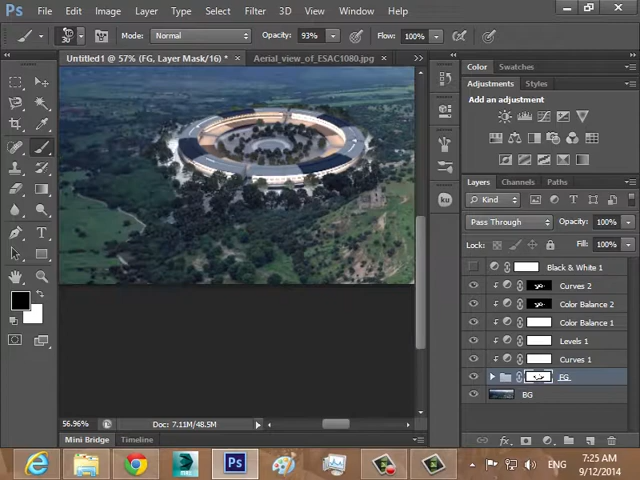 Ps File Edit Image Layer Type Select Filter 3D View Window Help
30 Mode: Normal Opacity: 93% Flow: 100%
Untitled1 @ 57% (FG, Layer Mask/16) * × Aerial_view_of_ESAC1080.jpg ×
Color Swatches
Adjustments Styles
Add an adjustment
Layers Channels Paths
Kind
Pass Through Opacity: 100%
Lock: Fill: 100%
Black & White 1
Curves 2
Color Balance 2
Color Balance 1
Levels 1
Curves 1
FG
BG
ku
fx
56.96% Doc: 7.11M/48.5M
Mini Bridge Timeline
Ps ENG 7:25 AM
9/12/2014